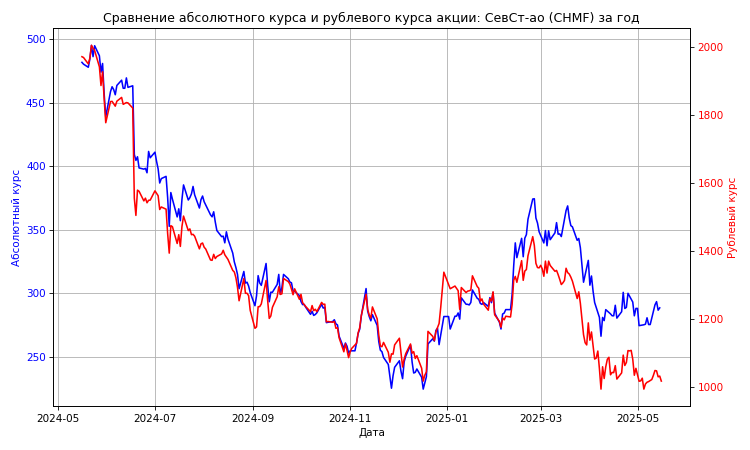 Сравнение абсолютного курса и рублевого курса акции: СевСт-ао (CHMF) за год
500
450
400
350
300
250
Абсолютный курс
2000
1800
1600
1400
1200
1000
Рублевый курс
2024-05 2024-07 2024-09 2024-11 2025-01 2025-03 2025-05
Дата